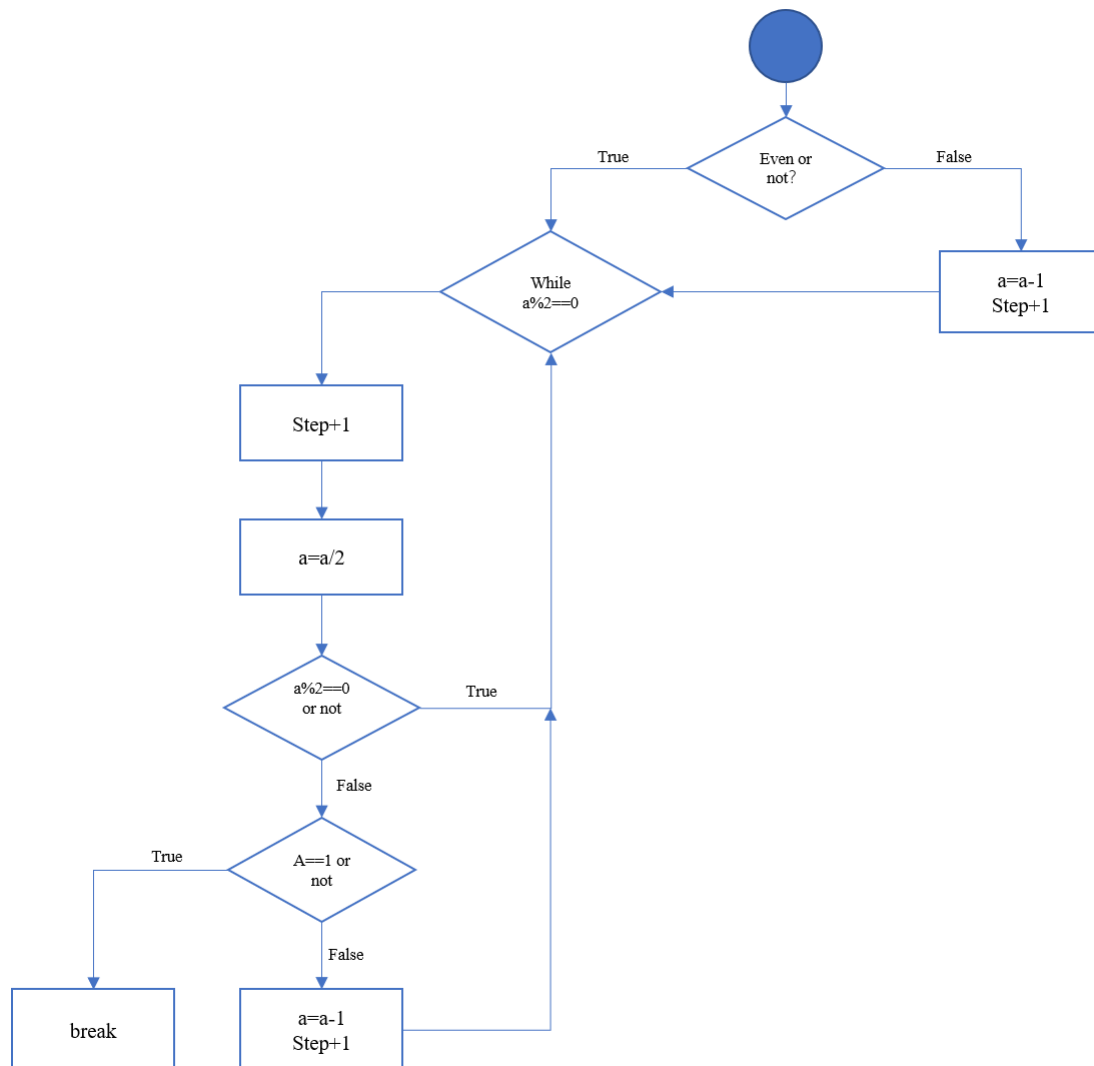 Even or
not?
True
False
While
a%2==0
a=a-1
Step+1
Step+1
a=a/2
a%2==0
or not
True
False
A==1 or
not
True
False
break
a=a-1
Step+1